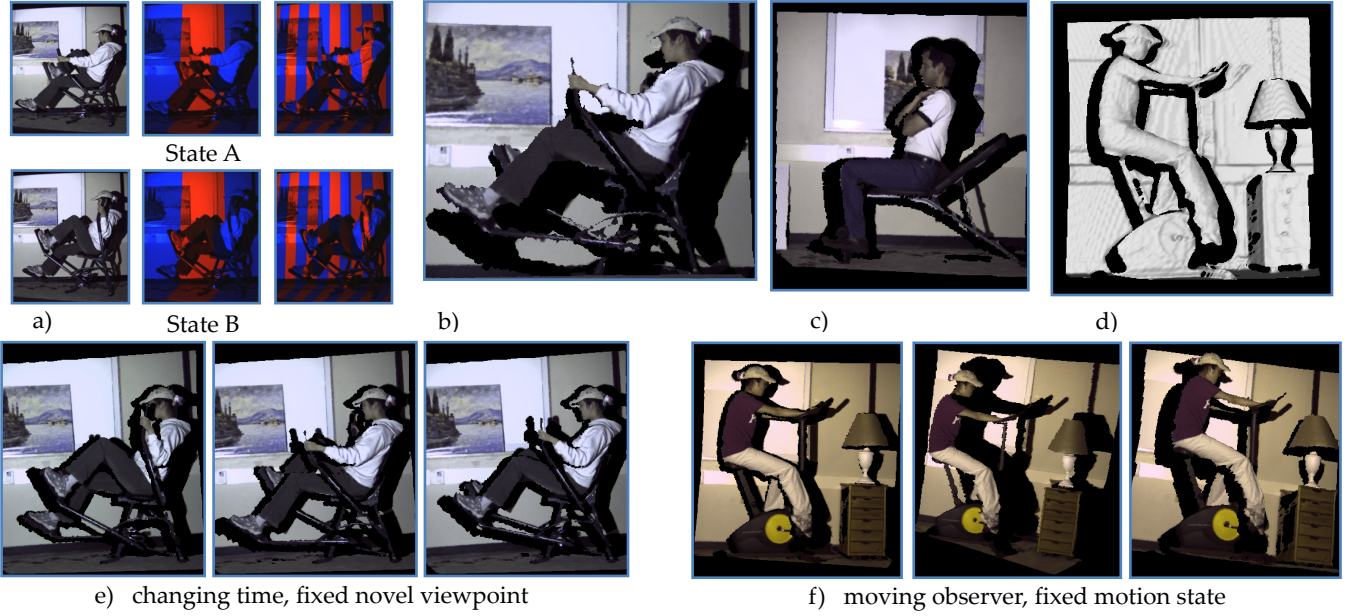 State A
State B
a)
b)
c)
d)
e) changing time, fixed novel viewpoint
f) moving observer, fixed motion state